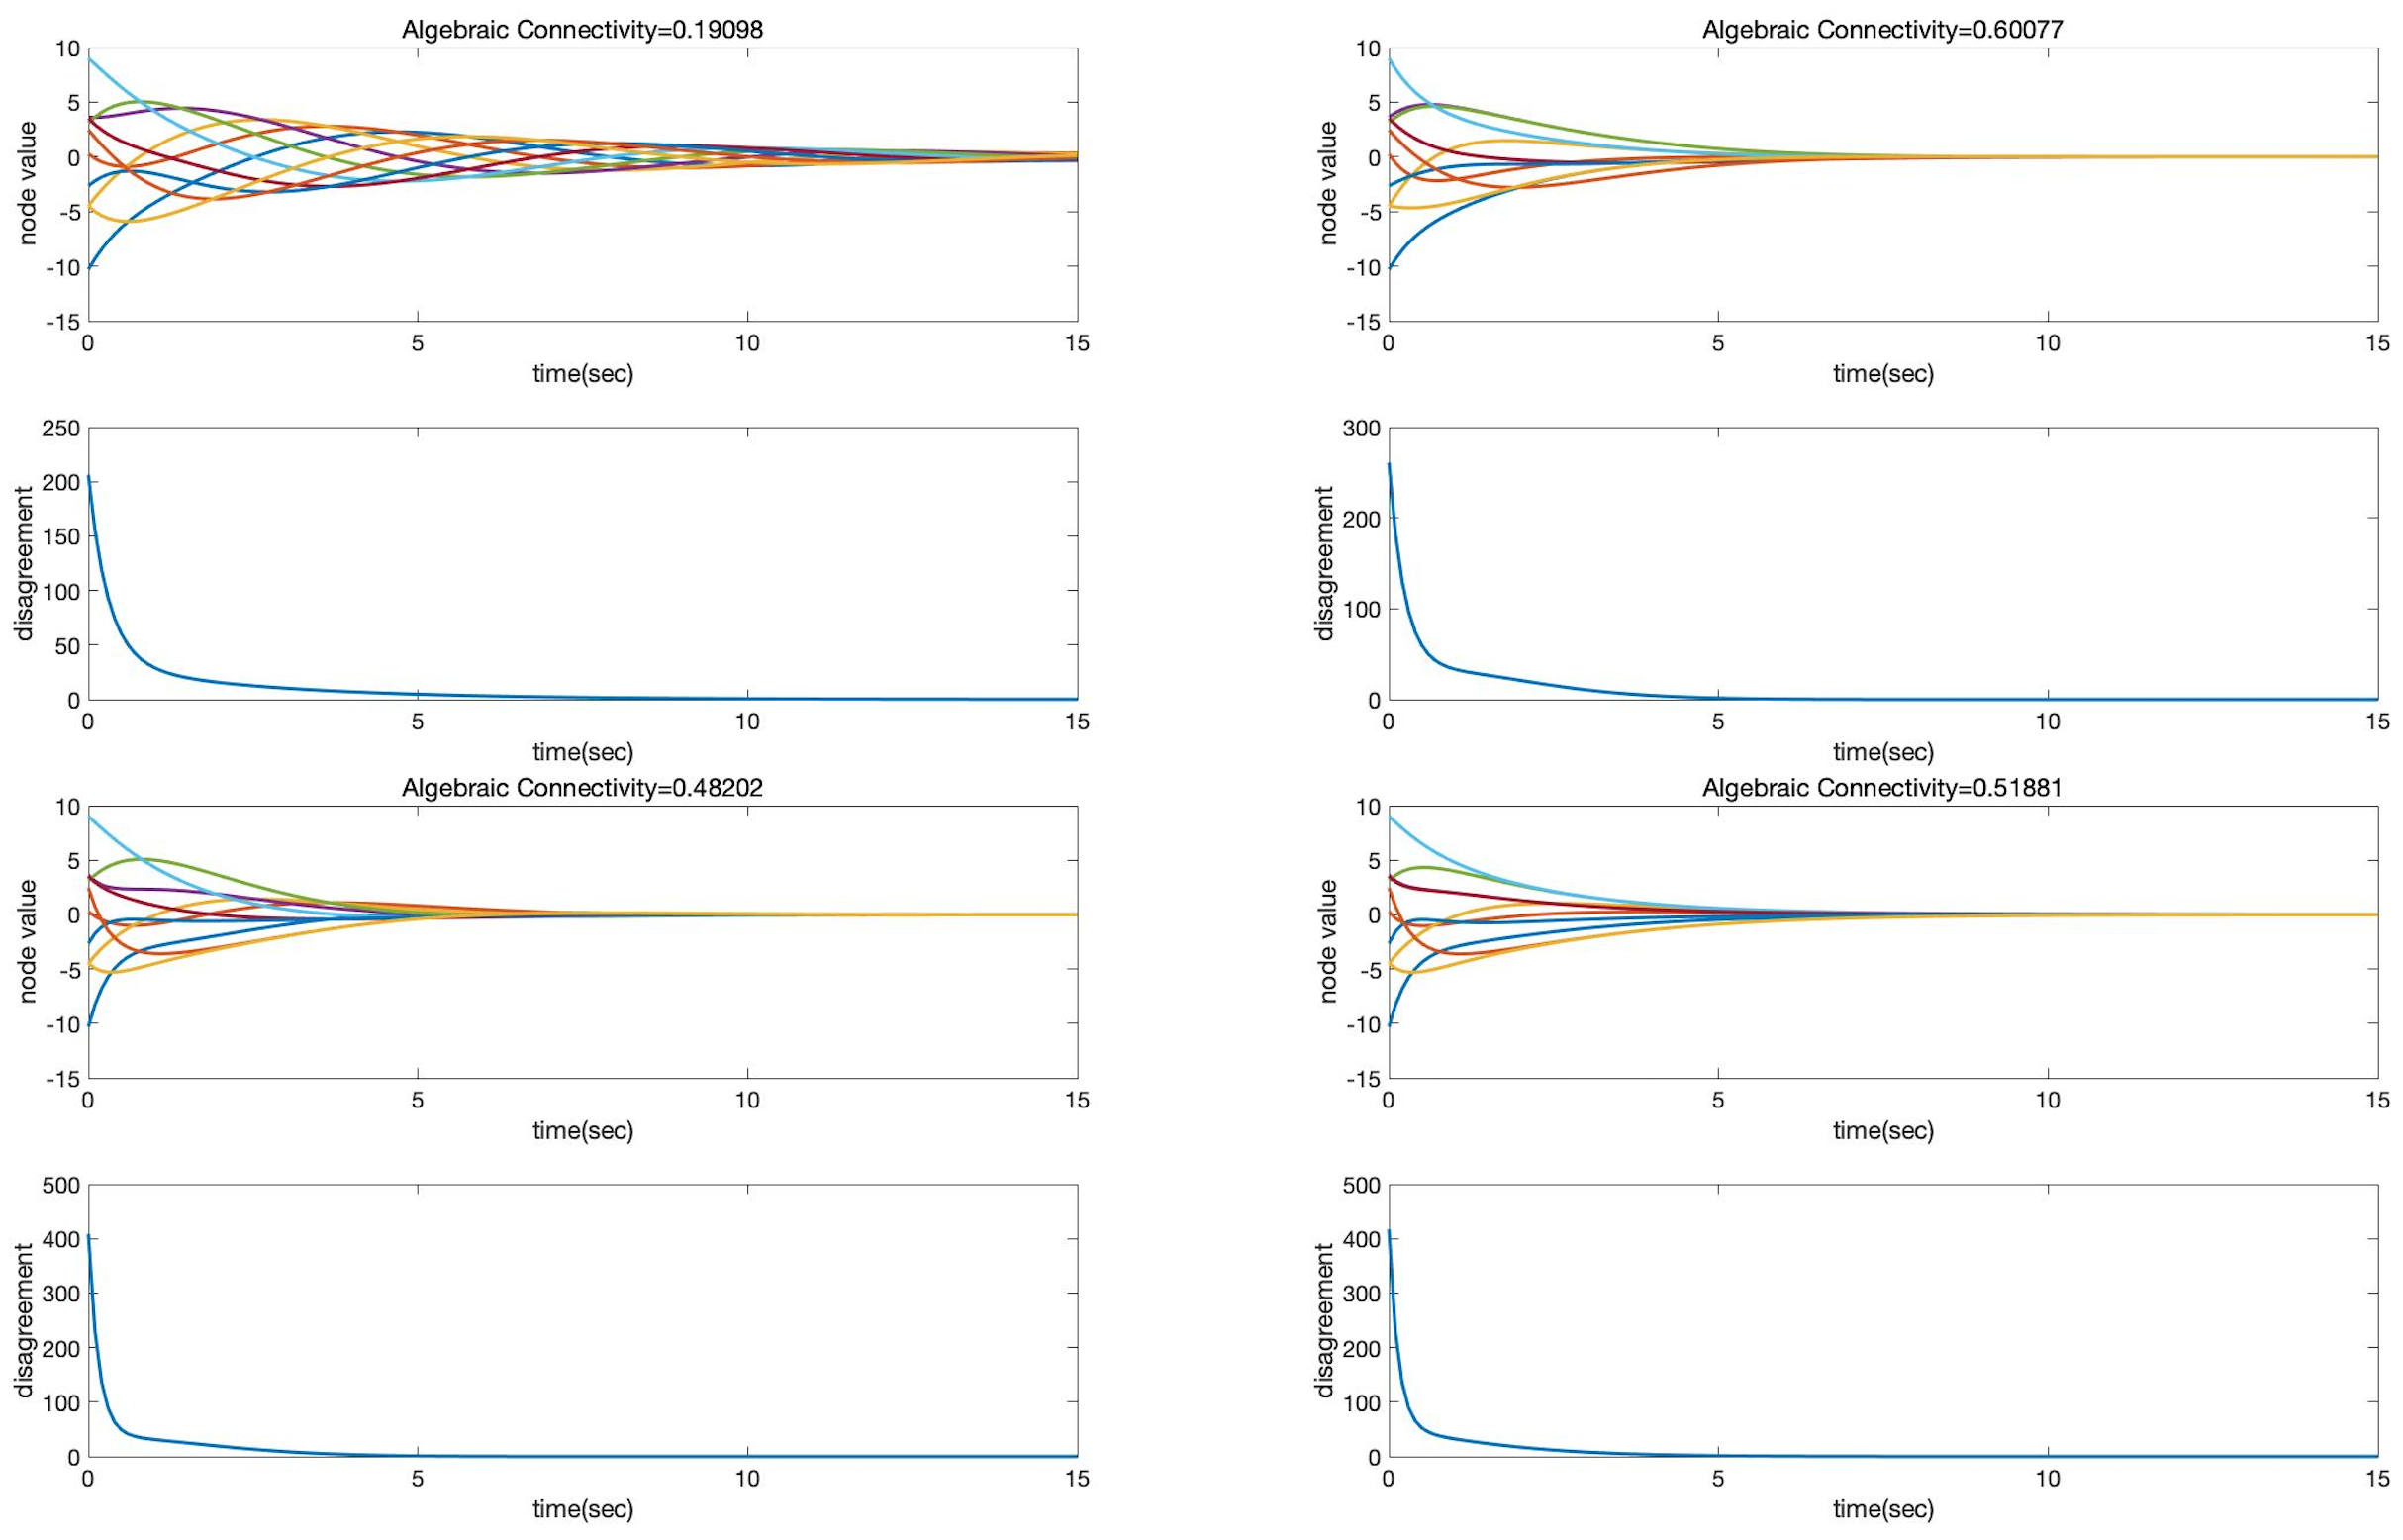 Algebraic Connectivity=0.19098
10
5
0
-5
-10
-15
node value
0 5 10 15
time(sec)
250
200
150
100
50
0
disagreement
0 5 10 15
time(sec)
Algebraic Connectivity=0.60077
10
5
0
-5
-10
-15
node value
0 5 10 15
time(sec)
300
200
100
0
disagreement
0 5 10 15
time(sec)
Algebraic Connectivity=0.48202
10
5
0
-5
-10
-15
node value
0 5 10 15
time(sec)
500
400
300
200
100
0
disagreement
0 5 10 15
time(sec)
Algebraic Connectivity=0.51881
10
5
0
-5
-10
-15
node value
0 5 10 15
time(sec)
500
400
300
200
100
0
disagreement
0 5 10 15
time(sec)